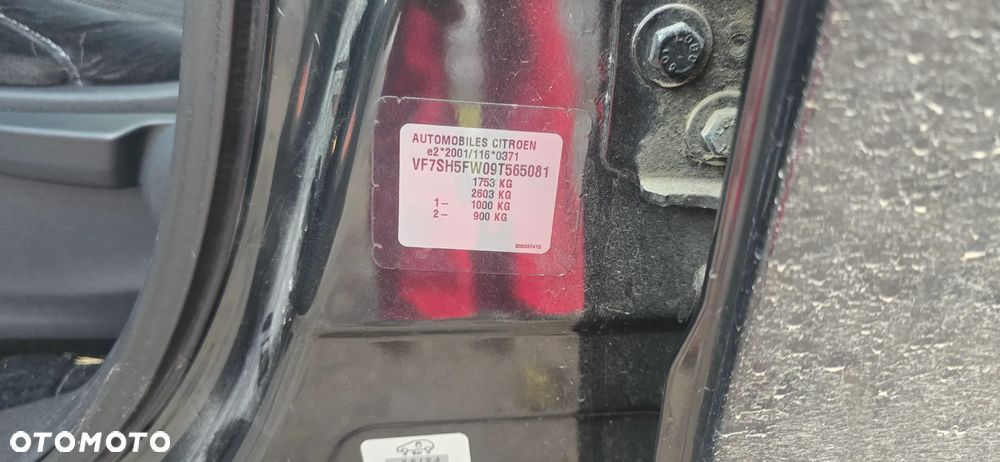 AUTOMOBILES CITROEN
e2*2001/116*0371
VF7SH5FW09T565081
1753 KG
2603 KG
1- 1000 KG
2- 900 KG
OTOMOTO